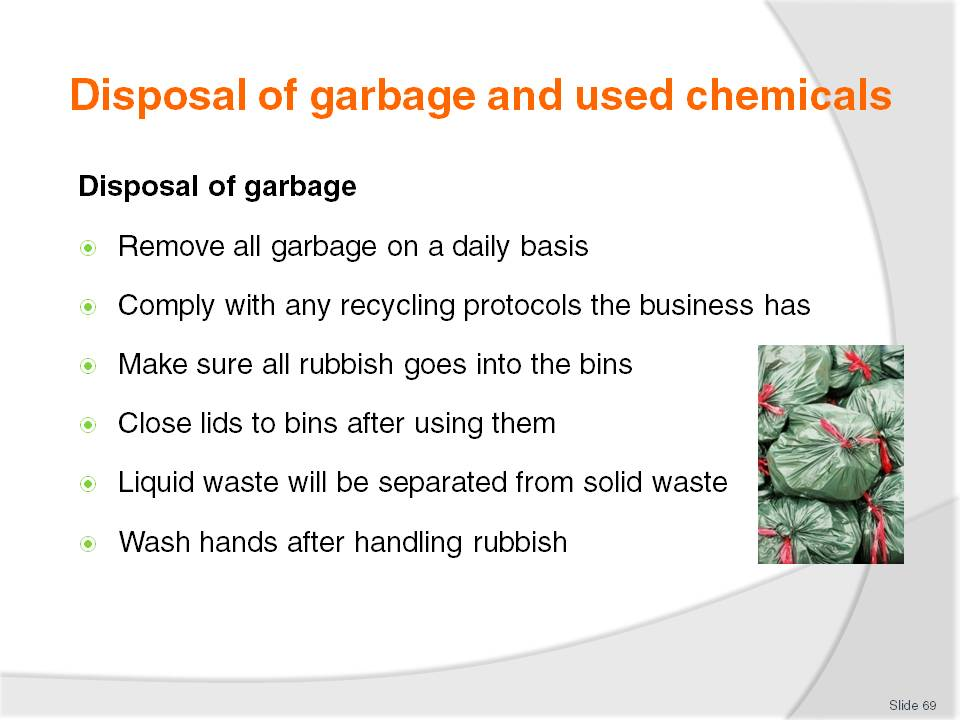 Disposal of garbage and used chemicals
Disposal of garbage
Remove all garbage on a daily basis
Comply with any recycling protocols the business has
Make sure all rubbish goes into the bins
Close lids to bins after using them
Liquid waste will be separated from solid waste
Wash hands after handling rubbish
Slide 69